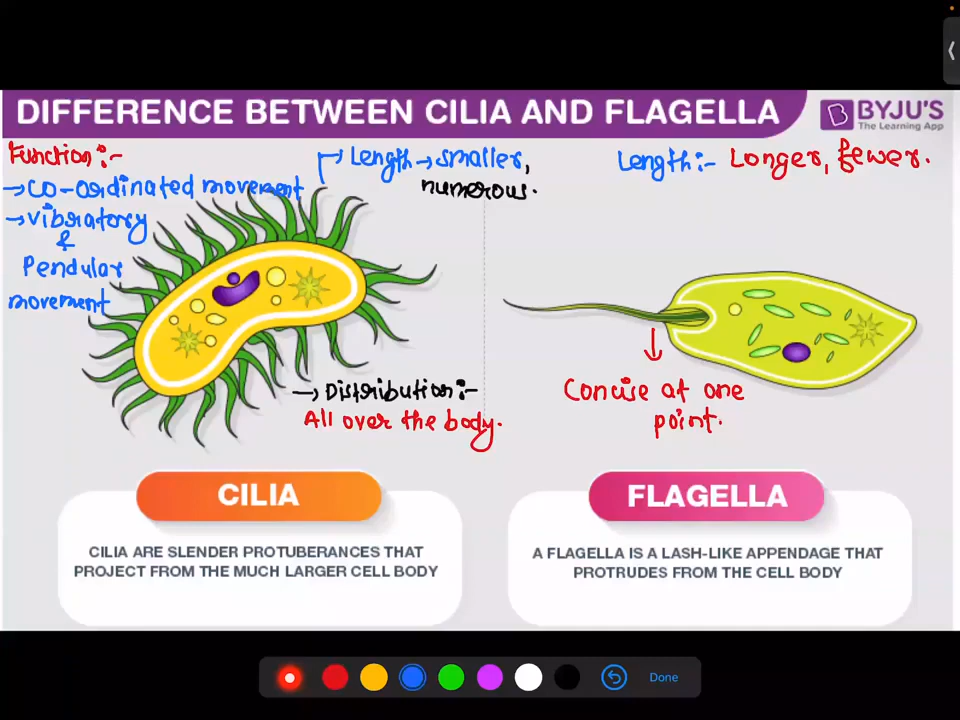 DIFFERENCE BETWEEN CILIA AND FLAGELLA
BYJU'S
The Learning App
Function :-
→ Co-ordinated movement
→ vibratory
&
Pendular
movement
→ Length → smaller,
numerous.
Length :- Longer, fewer.
→ Distribution :-
All over the body.
Concise at one
point.
CILIA
CILIA ARE SLENDER PROTUBERANCES THAT
PROJECT FROM THE MUCH LARGER CELL BODY
FLAGELLA
A FLAGELLA IS A LASH-LIKE APPENDAGE THAT
PROTRUDES FROM THE CELL BODY
Done